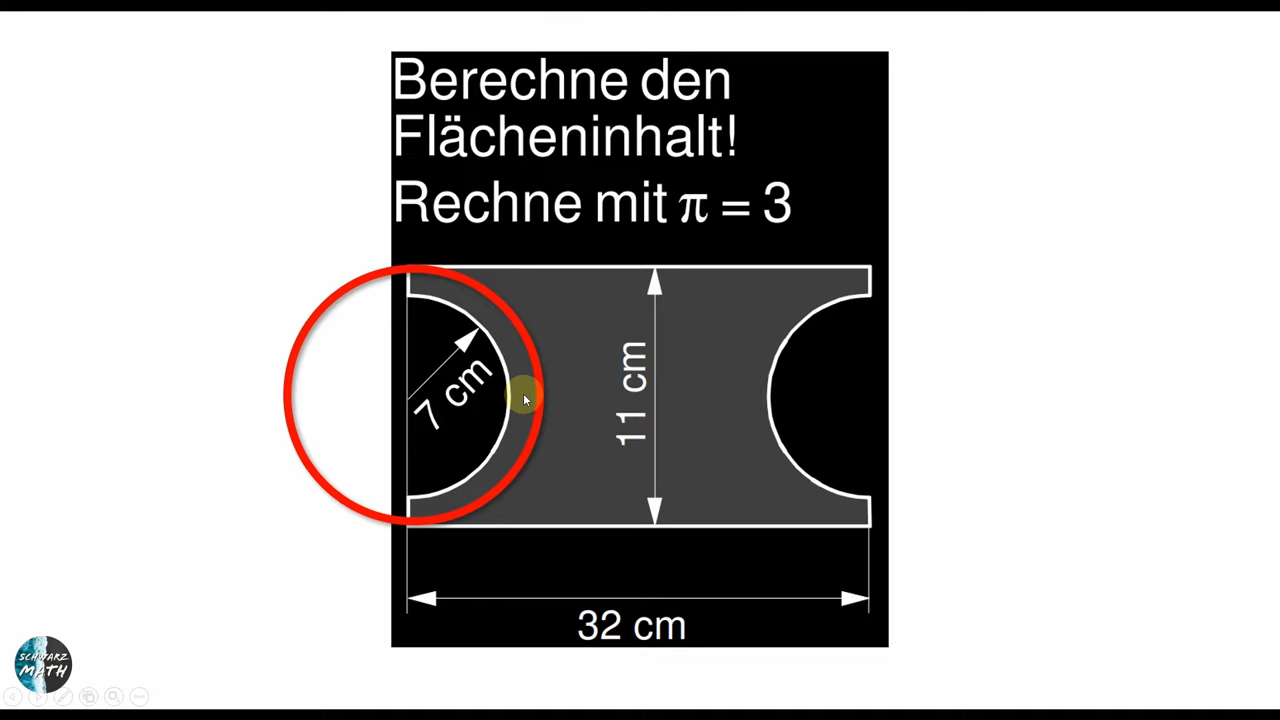 Berechne den
Flächeninhalt!
Rechne mit π = 3
7 cm
11 cm
32 cm
SCHWARZ
MATH